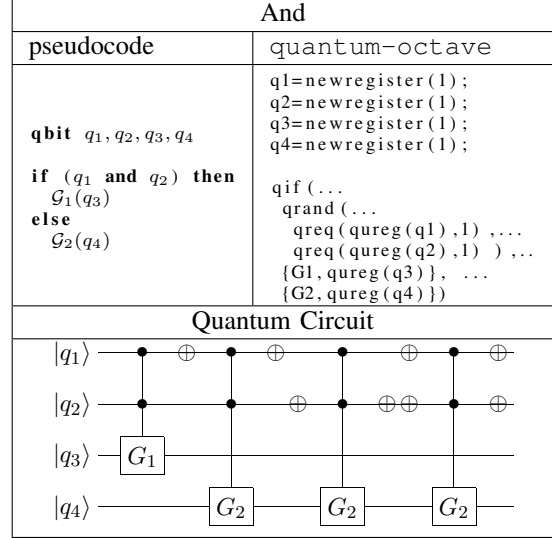 And
pseudocode
quantum-octave
qbit q₁, q₂, q₃, q₄
if (q₁ and q₂) then
𝒢₁(q₃)
else
𝒢₂(q₄)
q1=newregister(1);
q2=newregister(1);
q3=newregister(1);
q4=newregister(1);
qif(...
qrand(...
qreq(qureg(q1),1),...
qreq(qureg(q2),1)),..
{G1,qureg(q3)}, ...
{G2,qureg(q4)})
Quantum Circuit
|q₁⟩
|q₂⟩
|q₃⟩ G₁
|q₄⟩ G₂ G₂ G₂